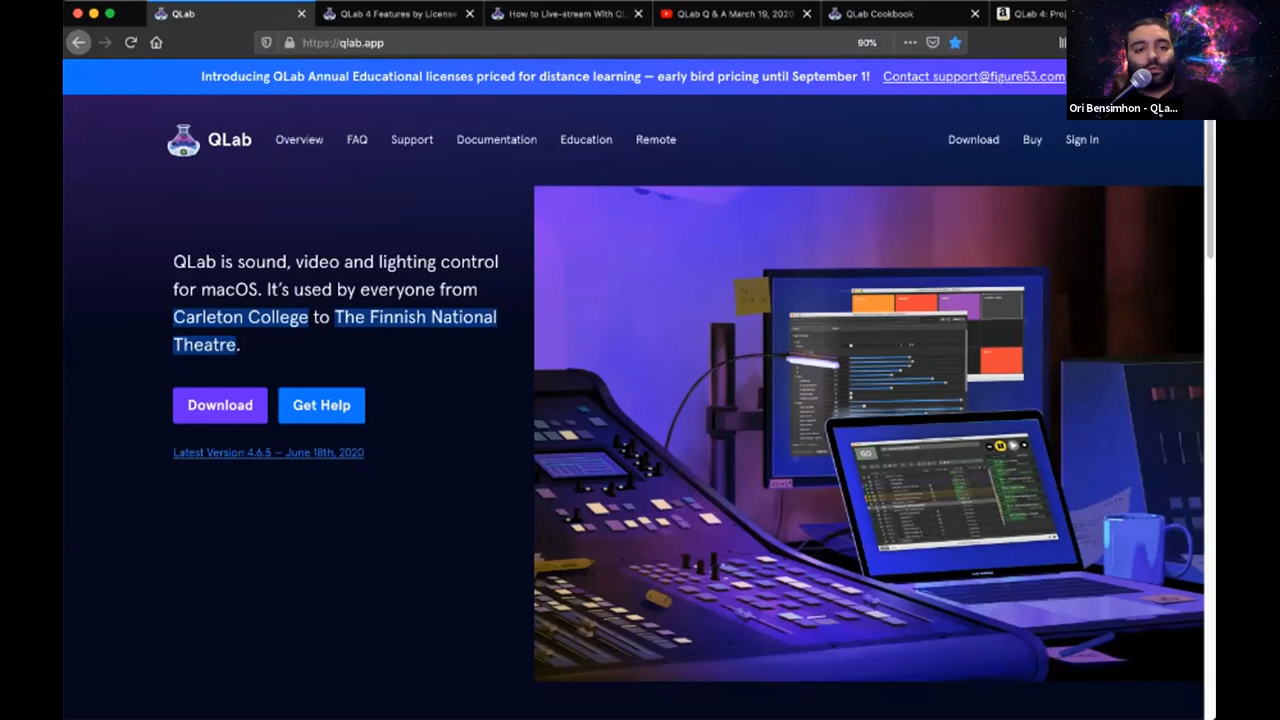 QLab
QLab 4 Features by License
How to Live-stream With QL
QLab Q & A March 19, 2020
QLab Cookbook
QLab 4: Proj
https://qlab.app
90%
Introducing QLab Annual Educational licenses priced for distance learning — early bird pricing until September 1! Contact support@figure53.com
Ori Bensimhon - QLa...
QLab
Overview
FAQ
Support
Documentation
Education
Remote
Download
Buy
Sign In
QLab is sound, video and lighting control
for macOS. It's used by everyone from
Carleton College to The Finnish National
Theatre.
Download
Get Help
Latest Version 4.6.5 — June 18th, 2020
GO